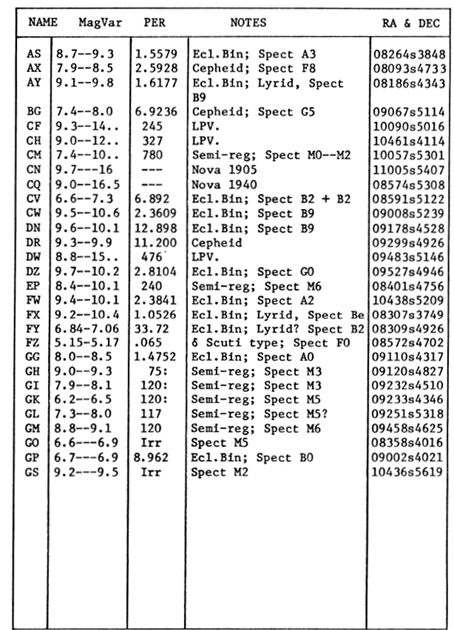 NAME MagVar PER NOTES RA & DEC
AS 8.7--9.3 1.5579 Ecl.Bin; Spect A3 08264s3848
AX 7.9--8.5 2.5928 Cepheid; Spect F8 08093s4733
AY 9.1--9.8 1.6177 Ecl.Bin; Lyrid, Spect 08186s4343
B9
BG 7.4--8.0 6.9236 Cepheid; Spect G5 09067s5114
CF 9.3--14.. 245 LPV. 10090s5016
CH 9.0--12.. 327 LPV. 10461s4114
CM 7.4--10.. 780 Semi-reg; Spect M0--M2 10057s5301
CN 9.7---16 --- Nova 1905 11005s5407
CQ 9.0--16.5 --- Nova 1940 08574s5308
CV 6.6--7.3 6.892 Ecl.Bin; Spect B2 + B2 08591s5122
CW 9.5--10.6 2.3609 Ecl.Bin; Spect B9 09008s5239
DN 9.6--10.1 12.898 Ecl.Bin; Spect B9 09178s4528
DR 9.3--9.9 11.200 Cepheid 09299s4926
DW 8.8--15.. 476 LPV. 09483s5146
DZ 9.7--10.2 2.8104 Ecl.Bin; Spect G0 09527s4946
EP 8.4--10.1 240 Semi-reg; Spect M6 08401s4756
FW 9.4--10.1 2.3841 Ecl.Bin; Spect A2 10438s5209
FX 9.2--10.4 1.0526 Ecl.Bin; Lyrid, Spect Be 08307s3749
FY 6.84-7.06 33.72 Ecl.Bin; Lyrid? Spect B2 08309s4926
FZ 5.15-5.17 .065 δ Scuti type; Spect F0 08572s4702
GG 8.0--8.5 1.4752 Ecl.Bin; Spect A0 09110s4317
GH 9.0--9.3 75: Semi-reg; Spect M3 09120s4827
GI 7.9--8.1 120: Semi-reg; Spect M3 09232s4510
GK 6.2--6.5 120: Semi-reg; Spect M5 09233s4346
GL 7.3--8.0 117 Semi-reg; Spect M5? 09251s5318
GM 8.8--9.1 120 Semi-reg; Spect M6 09458s4625
GO 6.6---6.9 Irr Spect M5 08358s4016
GP 6.7---6.9 8.962 Ecl.Bin; Spect B0 09002s4021
GS 9.2---9.5 Irr Spect M2 10436s5619